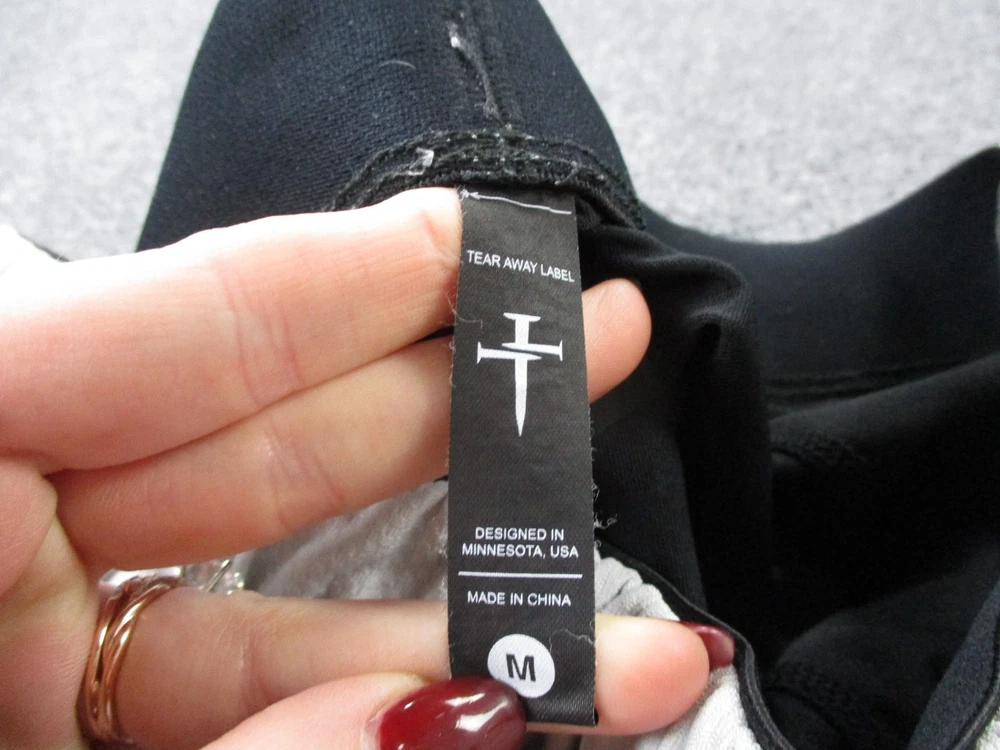 TEAR AWAY LABEL
DESIGNED IN
MINNESOTA, USA
MADE IN CHINA
M